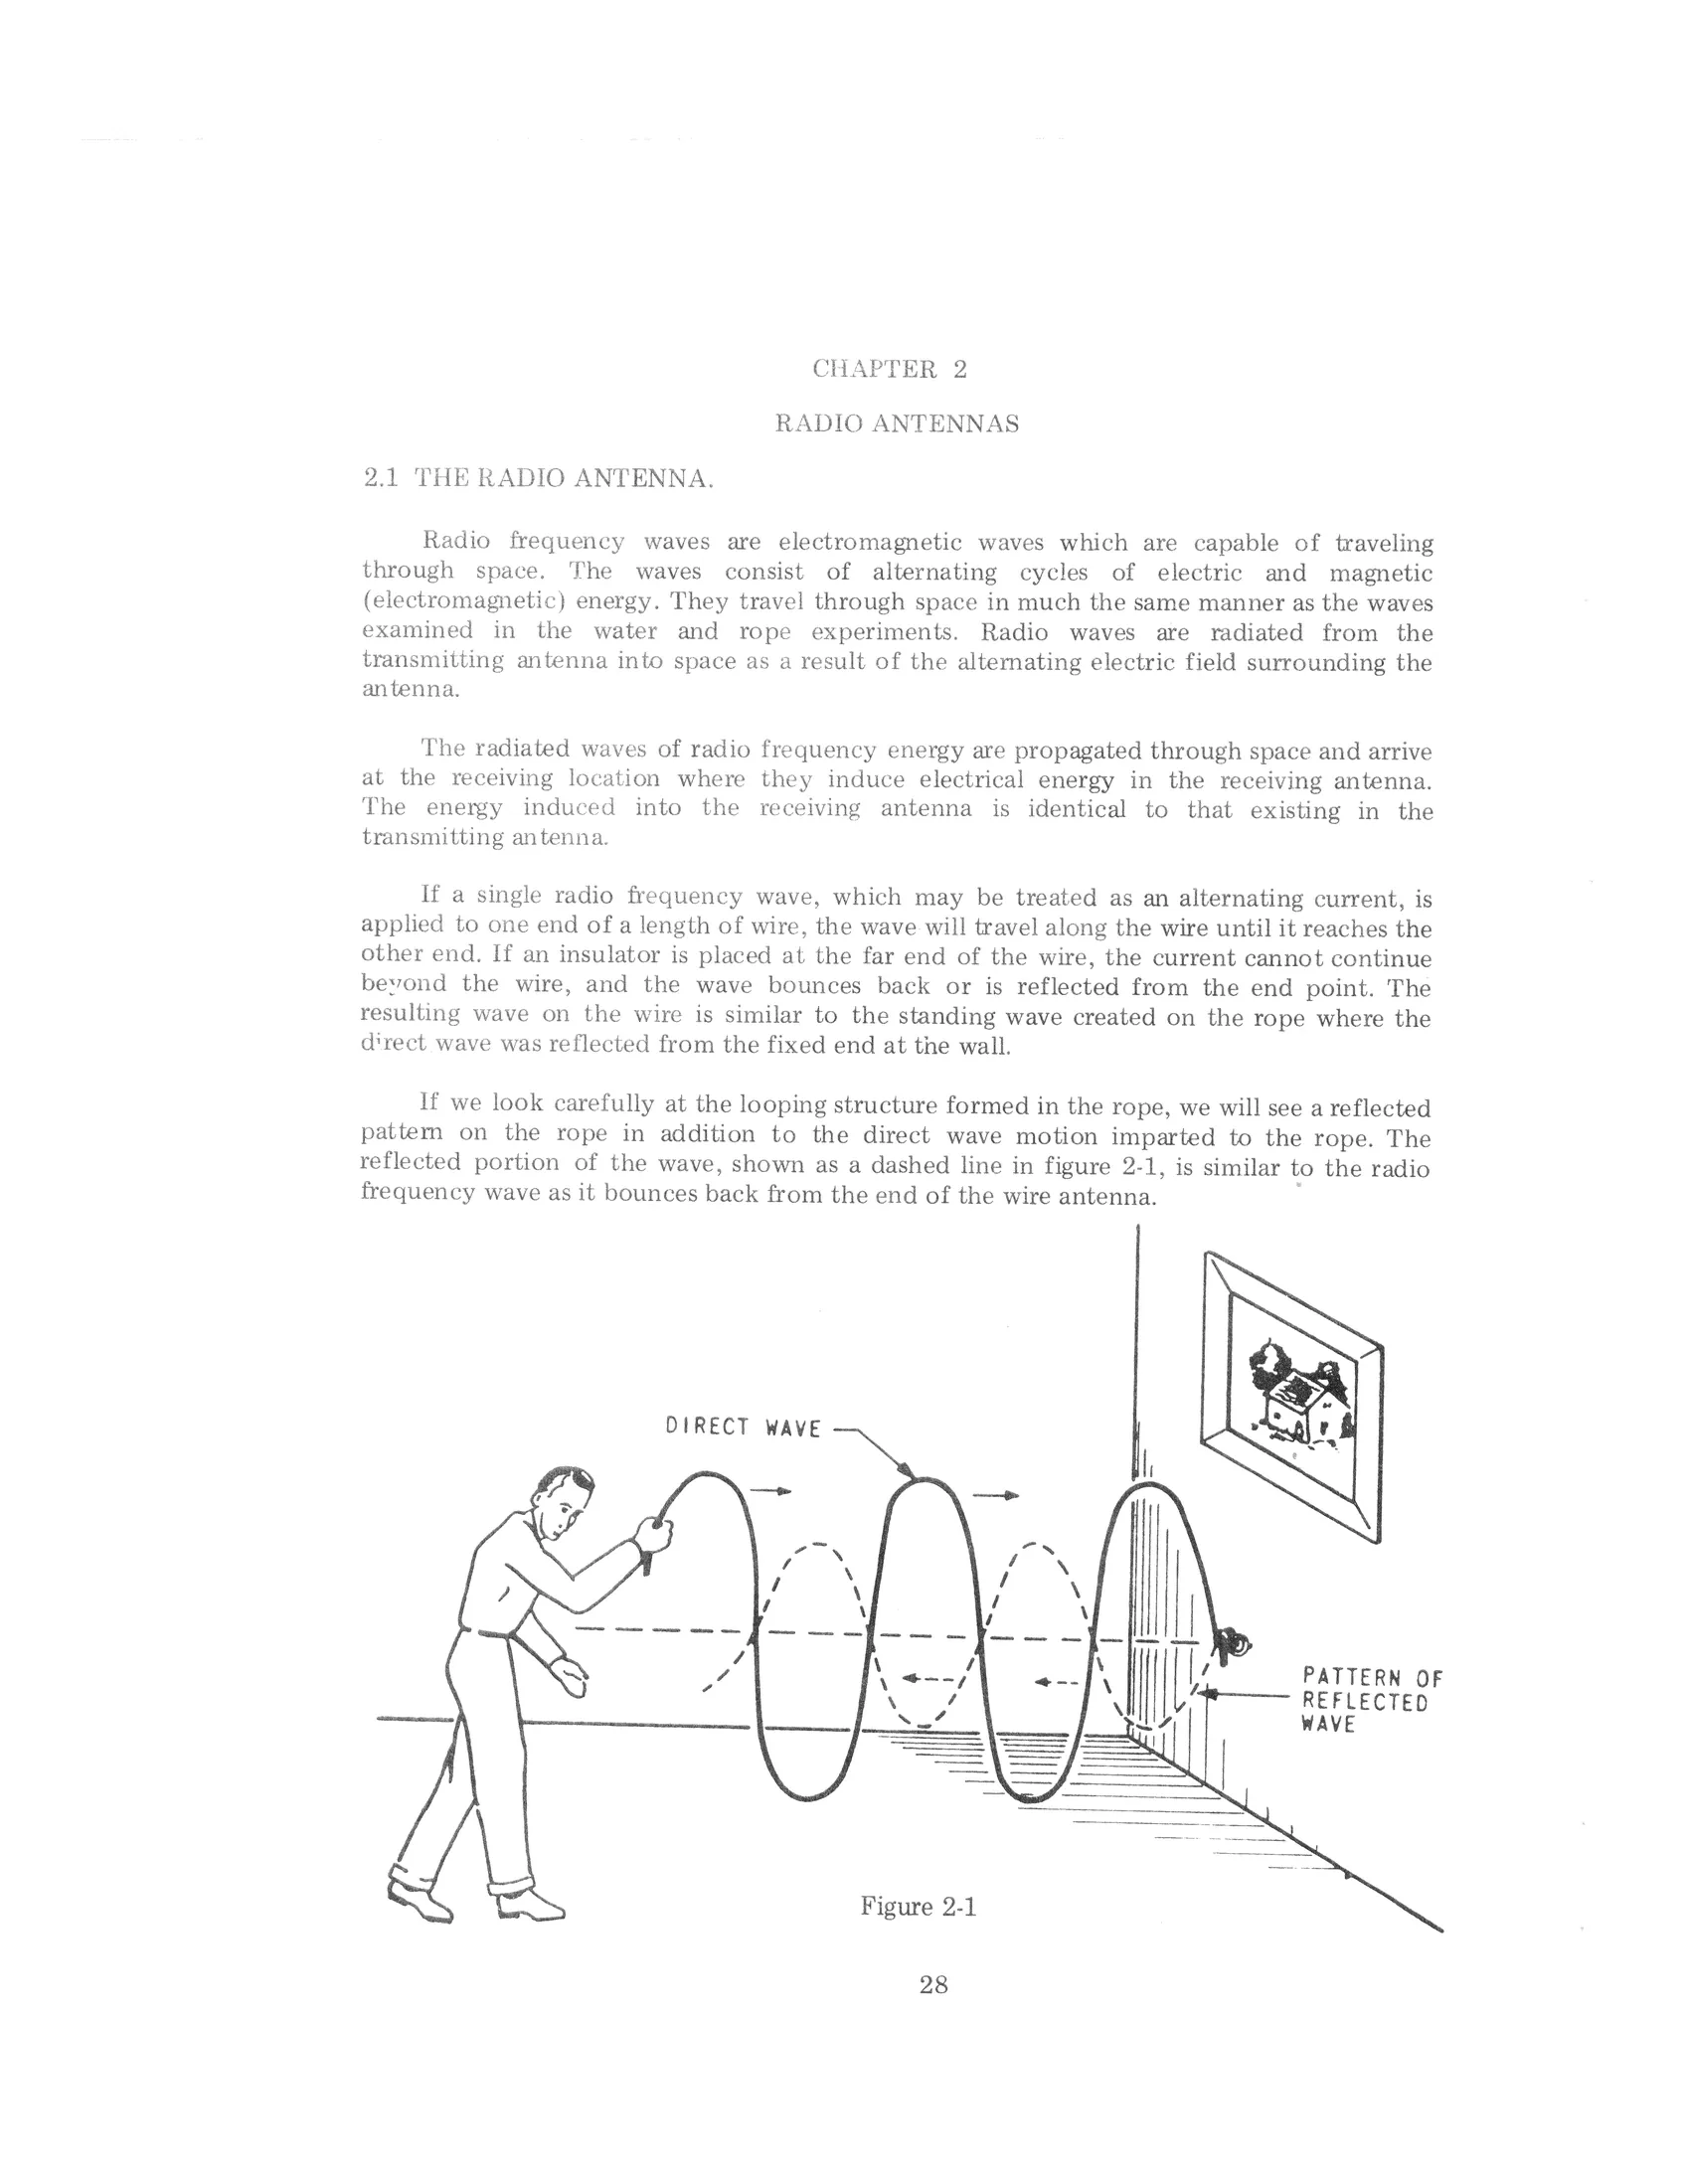 CHAPTER 2
RADIO ANTENNAS
2.1 THE RADIO ANTENNA.
Radio frequency waves are electromagnetic waves which are capable of traveling
through space. The waves consist of alternating cycles of electric and magnetic
(electromagnetic) energy. They travel through space in much the same manner as the waves
examined in the water and rope experiments. Radio waves are radiated from the
transmitting antenna into space as a result of the alternating electric field surrounding the
antenna.
The radiated waves of radio frequency energy are propagated through space and arrive
at the receiving location where they induce electrical energy in the receiving antenna.
The energy induced into the receiving antenna is identical to that existing in the
transmitting antenna.
If a single radio frequency wave, which may be treated as an alternating current, is
applied to one end of a length of wire, the wave will travel along the wire until it reaches the
other end. If an insulator is placed at the far end of the wire, the current cannot continue
beyond the wire, and the wave bounces back or is reflected from the end point. The
resulting wave on the wire is similar to the standing wave created on the rope where the
direct wave was reflected from the fixed end at the wall.
If we look carefully at the looping structure formed in the rope, we will see a reflected
pattern on the rope in addition to the direct wave motion imparted to the rope. The
reflected portion of the wave, shown as a dashed line in figure 2-1, is similar to the radio
frequency wave as it bounces back from the end of the wire antenna.
DIRECT WAVE
PATTERN OF
REFLECTED
WAVE
Figure 2-1
28